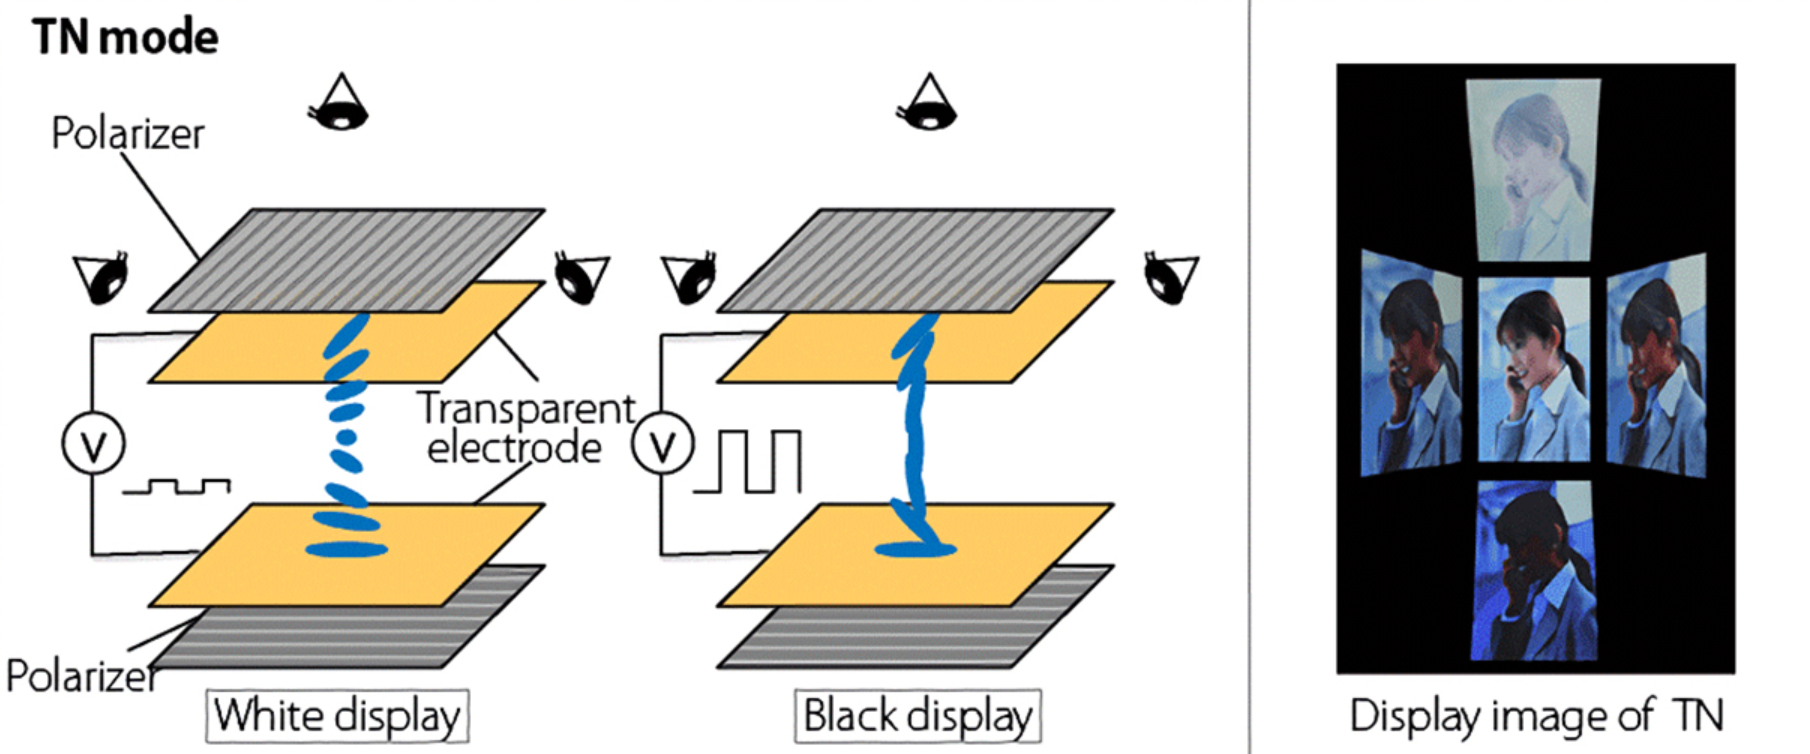 TN mode
Polarizer
Transparent
electrode
V
V
Polarizer
White display
Black display
Display image of TN